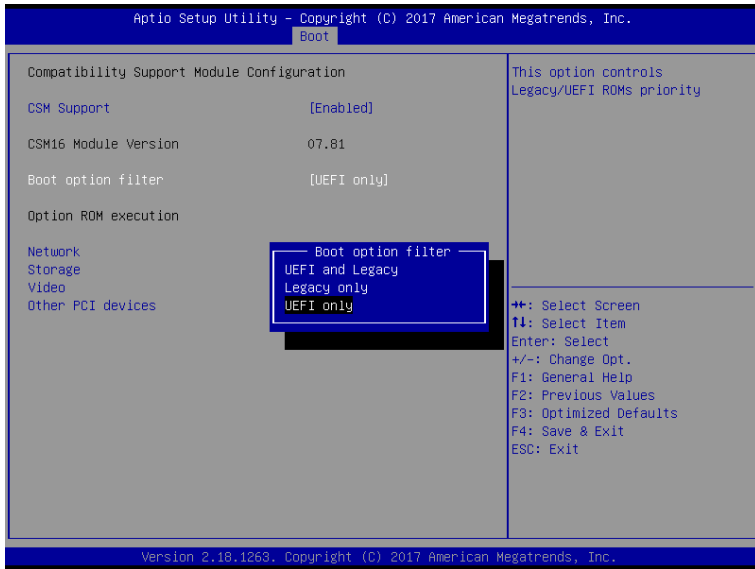 Aptio Setup Utility – Copyright (C) 2017 American Megatrends, Inc.
Boot
Compatibility Support Module Configuration
CSM Support [Enabled]
CSM16 Module Version 07.81
Boot option filter [UEFI only]
Option ROM execution
Network
Storage
Video
Other PCI devices
Boot option filter
UEFI and Legacy
Legacy only
UEFI only
This option controls
Legacy/UEFI ROMs priority
→←: Select Screen
↑↓: Select Item
Enter: Select
+/-: Change Opt.
F1: General Help
F2: Previous Values
F3: Optimized Defaults
F4: Save & Exit
ESC: Exit
Version 2.18.1263. Copyright (C) 2017 American Megatrends, Inc.